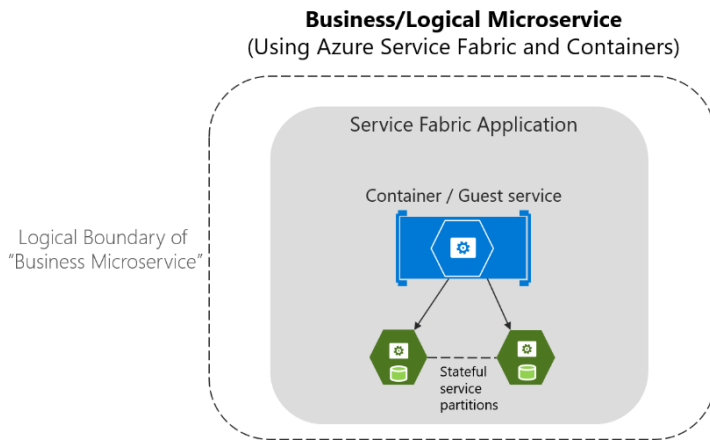 Business/Logical Microservice
(Using Azure Service Fabric and Containers)
Service Fabric Application
Container / Guest service
Logical Boundary of
“Business Microservice”
Stateful
service
partitions